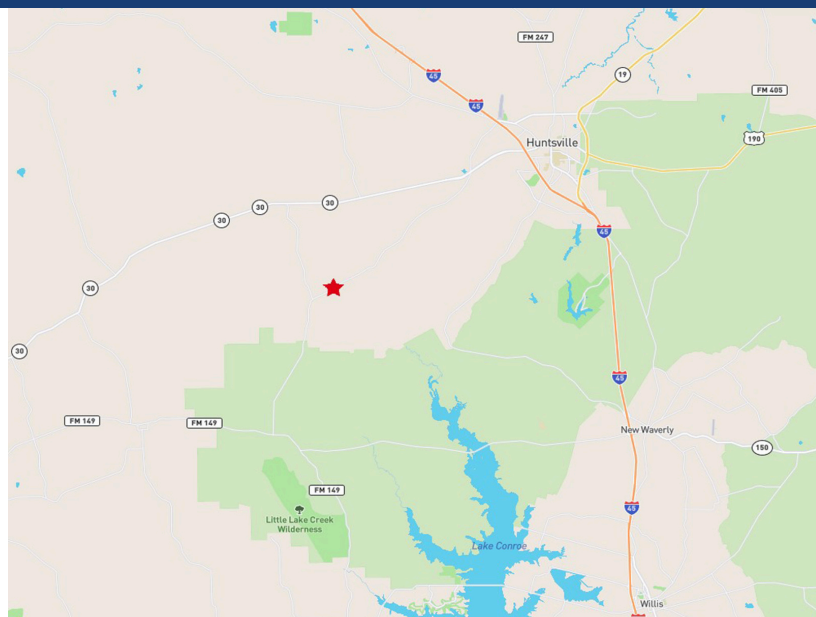 FM 247
45
19
45
FM 405
Huntsville
190
30
30
30
45
30
30
45
FM 149
FM 149
New Waverly
150
FM 149
45
Little Lake Creek
Wilderness
Lake Conroe
Willis